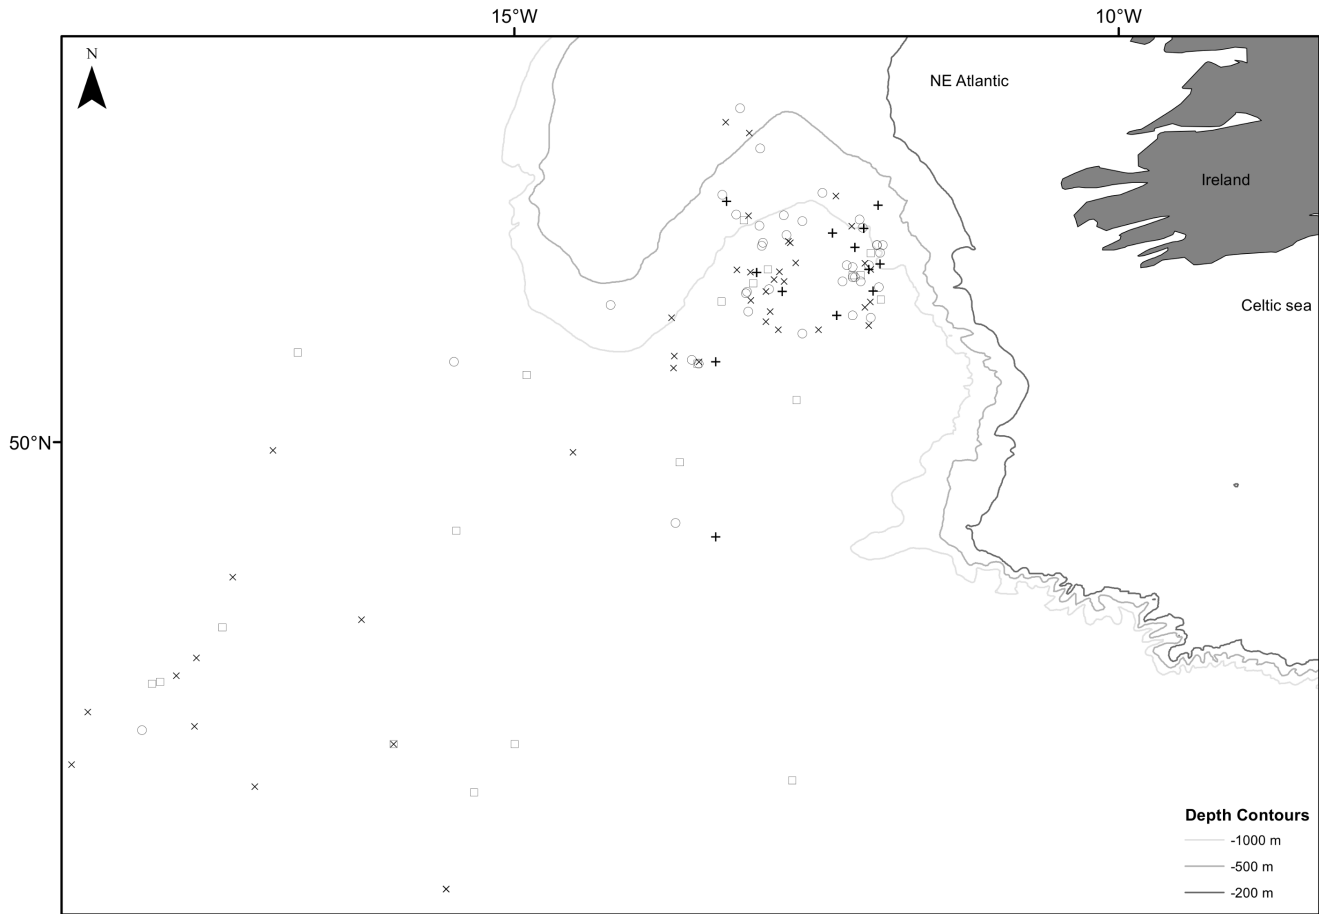 15°W
10°W
N
NE Atlantic
Ireland
Celtic sea
50°N
Depth Contours
-1000 m
-500 m
-200 m